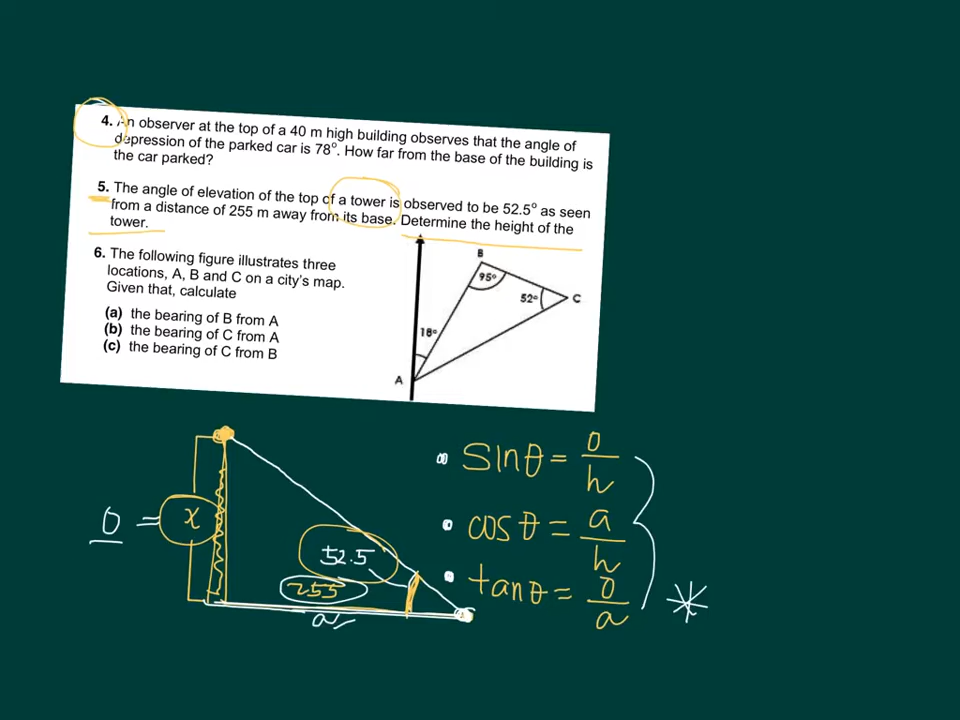 4. An observer at the top of a 40 m high building observes that the angle of
depression of the parked car is 78°. How far from the base of the building is
the car parked?
5. The angle of elevation of the top of a tower is observed to be 52.5° as seen
from a distance of 255 m away from its base. Determine the height of the
tower.
6. The following figure illustrates three
locations, A, B and C on a city's map.
Given that, calculate
(a) the bearing of B from A
(b) the bearing of C from A
(c) the bearing of C from B
B
95°
52°
C
18°
A
O = x
52.5
255
a
• sinθ = o/h
• cosθ = a/h
• tanθ = o/a